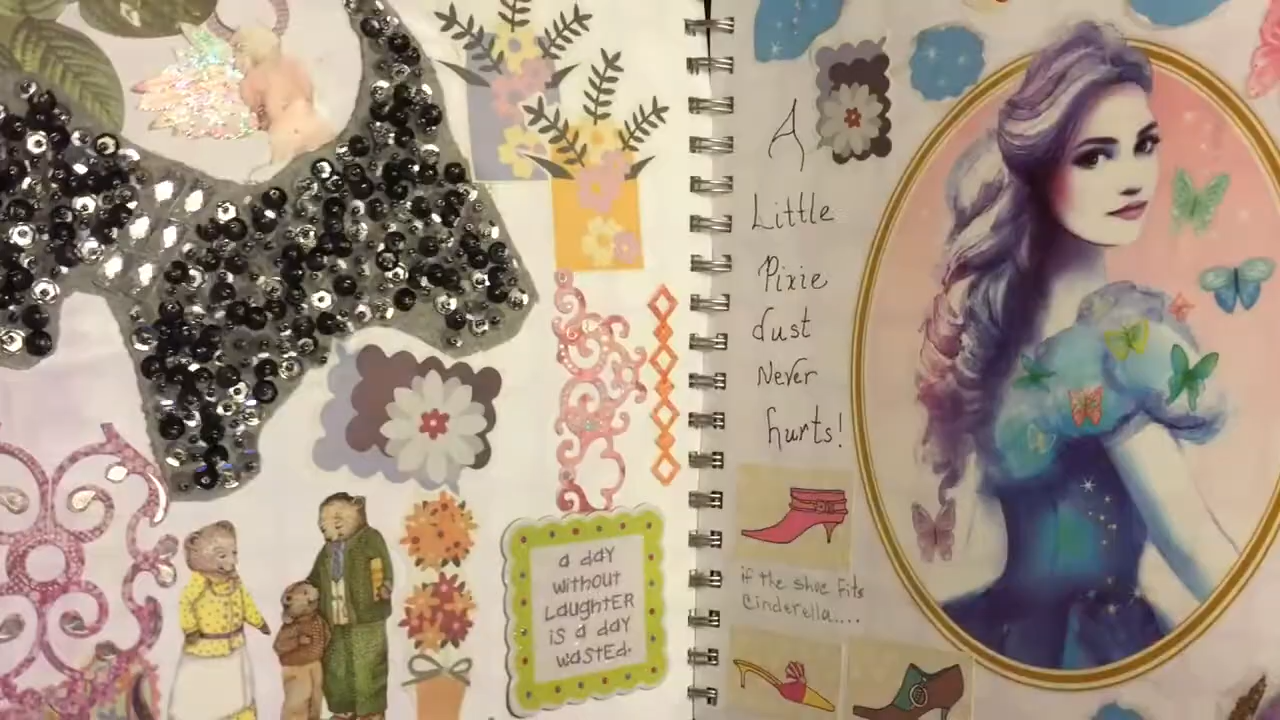 a day
without
LaughtER
is a day
wasted.
A
Little
Pixie
dust
Never
hurts!
if the shoe fits
Cinderella....